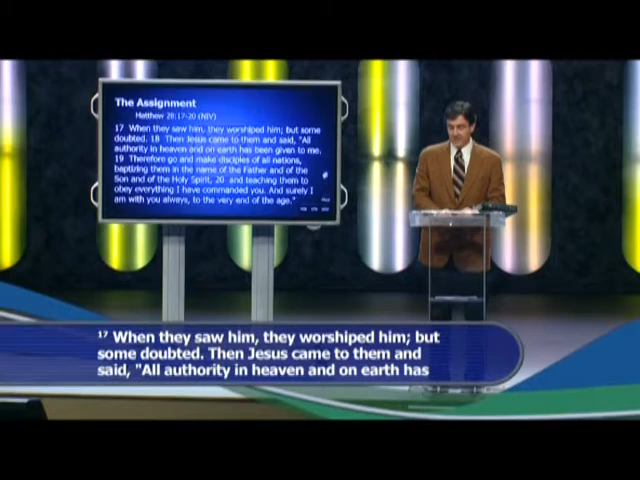 The Assignment
Matthew 28:17-20 (NIV)
17 When they saw him, they worshiped him; but some
doubted. 18 Then Jesus came to them and said, "All
authority in heaven and on earth has been given to me.
19 Therefore go and make disciples of all nations,
baptizing them in the name of the Father and of the
Son and of the Holy Spirit, 20 and teaching them to
obey everything I have commanded you. And surely I
am with you always, to the very end of the age."
17 When they saw him, they worshiped him; but
some doubted. Then Jesus came to them and
said, "All authority in heaven and on earth has